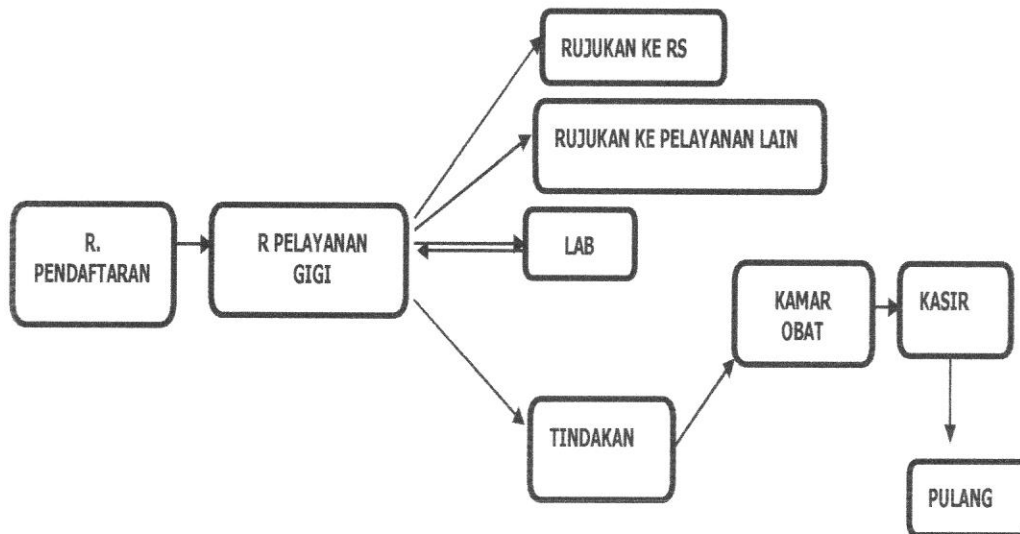 RUJUKAN KE RS
RUJUKAN KE PELAYANAN LAIN
R.
PENDAFTARAN
R PELAYANAN
GIGI
LAB
KAMAR
OBAT
KASIR
TINDAKAN
PULANG